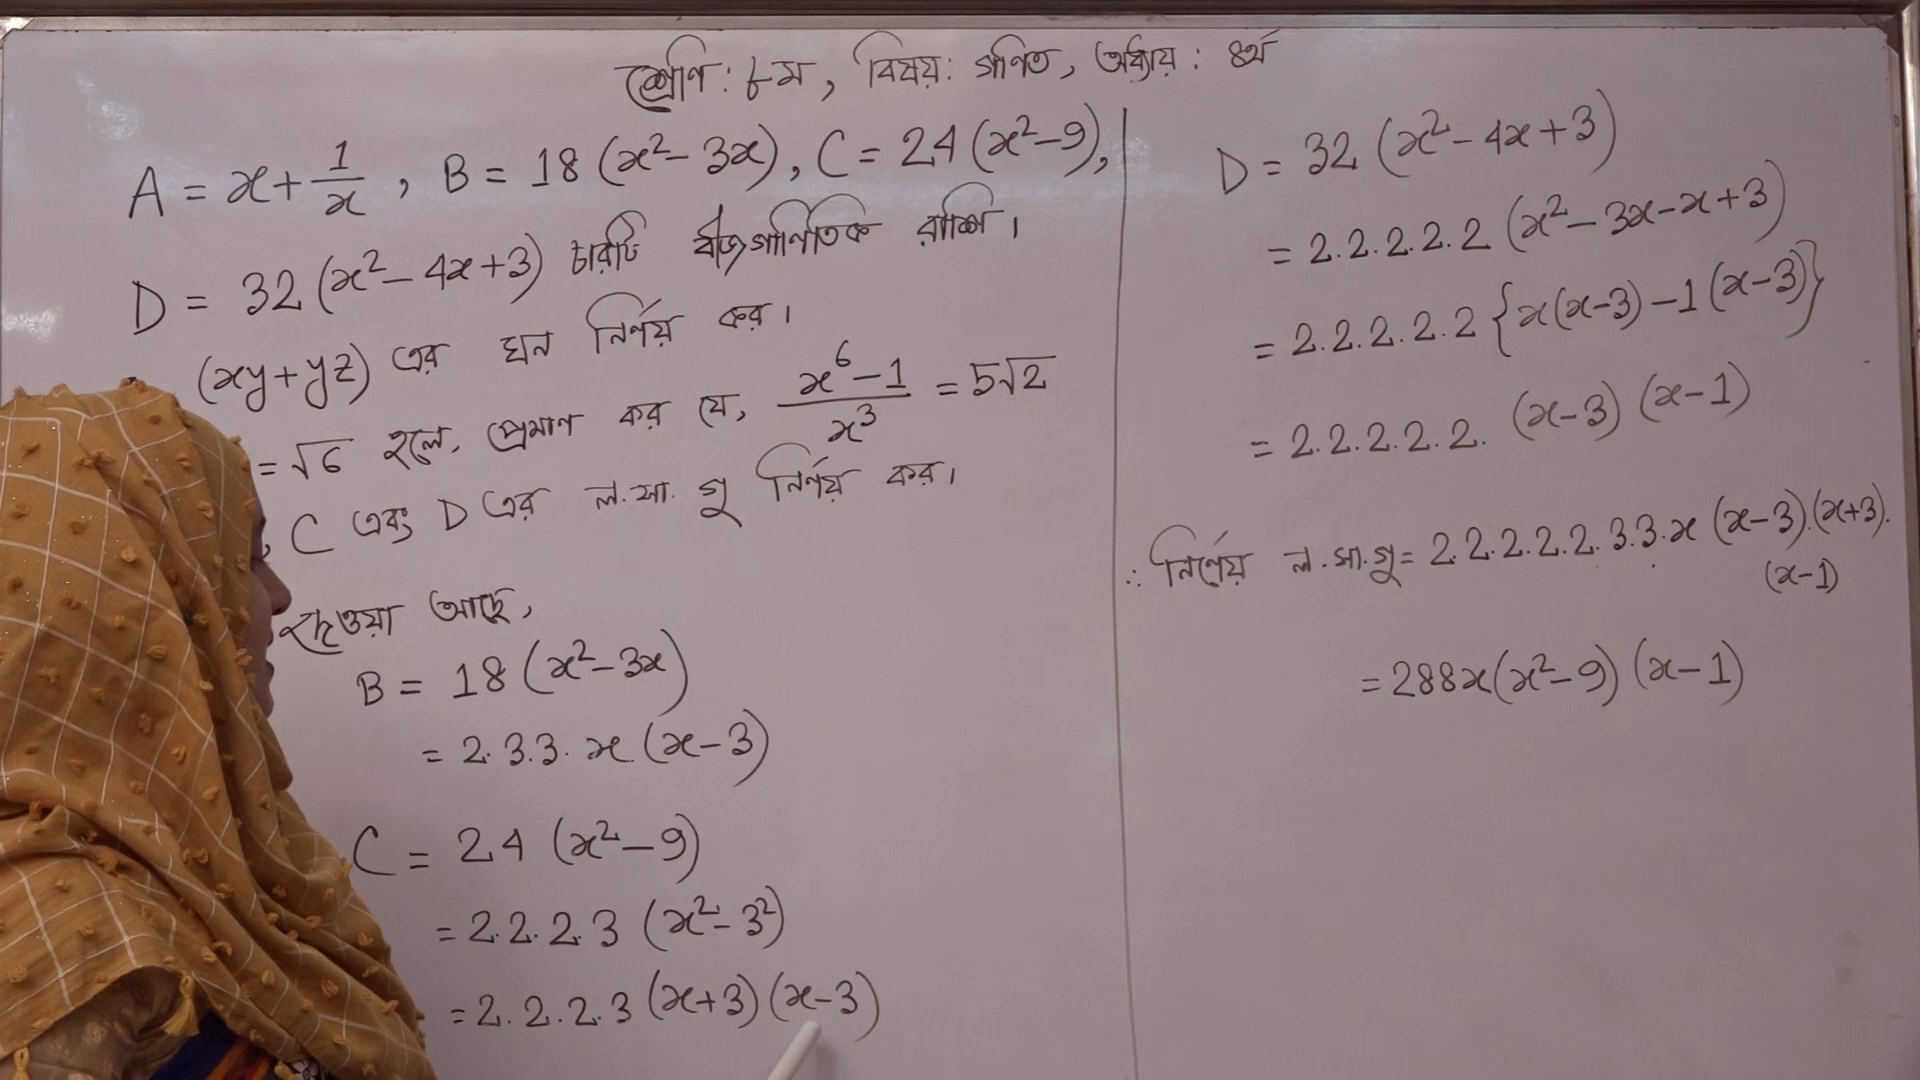 শ্রেণি: ৮ম, বিষয়: গণিত, অধ্যায়: ৪র্থ
A = x + 1/x, B = 18 (x² - 3x), C = 24 (x² - 9),
D = 32 (x² - 4x + 3) চারটি বীজগাণিতিক রাশি।
(xy + yz) এর ঘন নির্ণয় কর।
= √6 হলে, প্রমাণ কর যে, (x⁶ - 1)/x³ = 5√2
, C এবং D এর ল.সা.গু নির্ণয় কর।
দেওয়া আছে,
B = 18 (x² - 3x)
= 2.3.3. x (x - 3)
C = 24 (x² - 9)
= 2.2.2.3 (x² - 3²)
= 2.2.2.3 (x+3) (x-3)
D = 32 (x² - 4x + 3)
= 2.2.2.2.2 (x² - 3x - x + 3)
= 2.2.2.2.2 {x(x-3) - 1(x-3)}
= 2.2.2.2.2. (x-3) (x-1)
∴ নির্ণেয় ল.সা.গু = 2.2.2.2.2.3.3.x (x-3).(x+3).
(x-1)
= 288x(x² - 9) (x - 1)